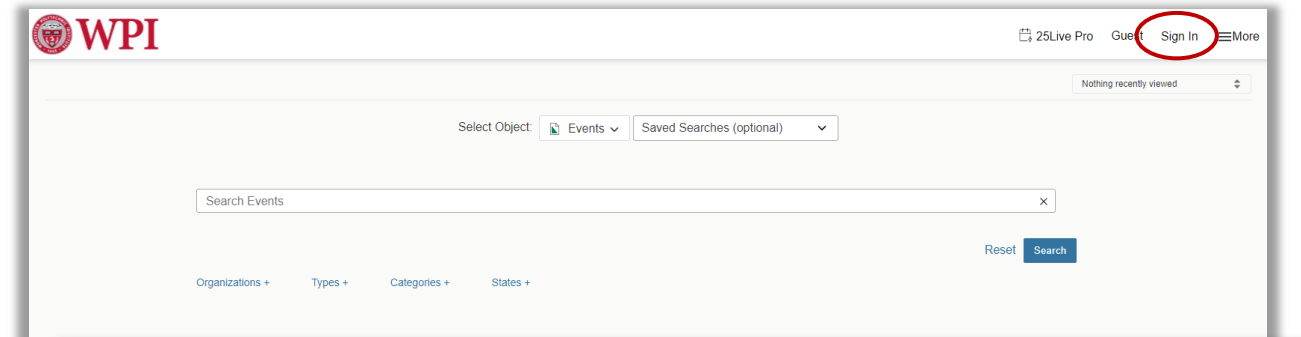 WPI
25Live Pro Guest Sign In More
Nothing recently viewed
Select Object: Events Saved Searches (optional)
Search Events
Reset Search
Organizations + Types + Categories + States +